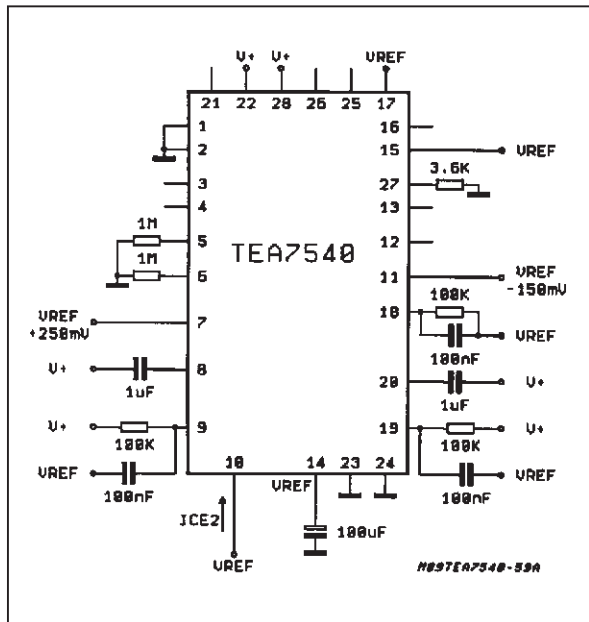 V+ V+ VREF
21 22 28 26 25 17
1 16
2 15 VREF
3 27 3.6K
4 13
1M 5 TEA7540 12
1M 6 11 VREF
-150mV
VREF 7 18 100K
+250mV
VREF
100nF
V+ 8 20 V+
1uF 1uF
V+ 9 19 V+
100K 100K
VREF 10 14 23 24 VREF
100nF VREF 100nF
ICE2 100uF
VREF M89TEA7540-59A